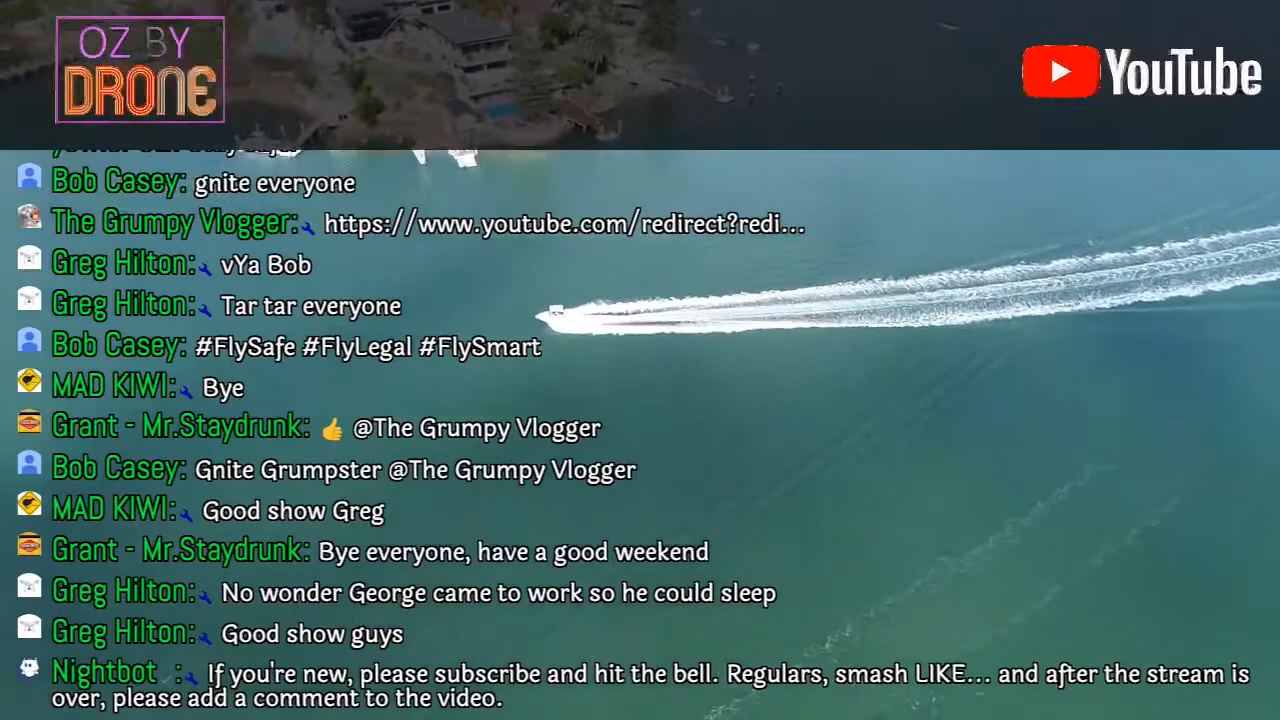 OZ BY
DRONE
YouTube
Bob Casey: gnite everyone
The Grumpy Vlogger: https://www.youtube.com/redirect?redi...
Greg Hilton: vYa Bob
Greg Hilton: Tar tar everyone
Bob Casey: #FlySafe #FlyLegal #FlySmart
MAD KIWI: Bye
Grant - Mr.Staydrunk: 👍 @The Grumpy Vlogger
Bob Casey: Gnite Grumpster @The Grumpy Vlogger
MAD KIWI: Good show Greg
Grant - Mr.Staydrunk: Bye everyone, have a good weekend
Greg Hilton: No wonder George came to work so he could sleep
Greg Hilton: Good show guys
Nightbot : If you're new, please subscribe and hit the bell. Regulars, smash LIKE... and after the stream is
over, please add a comment to the video.